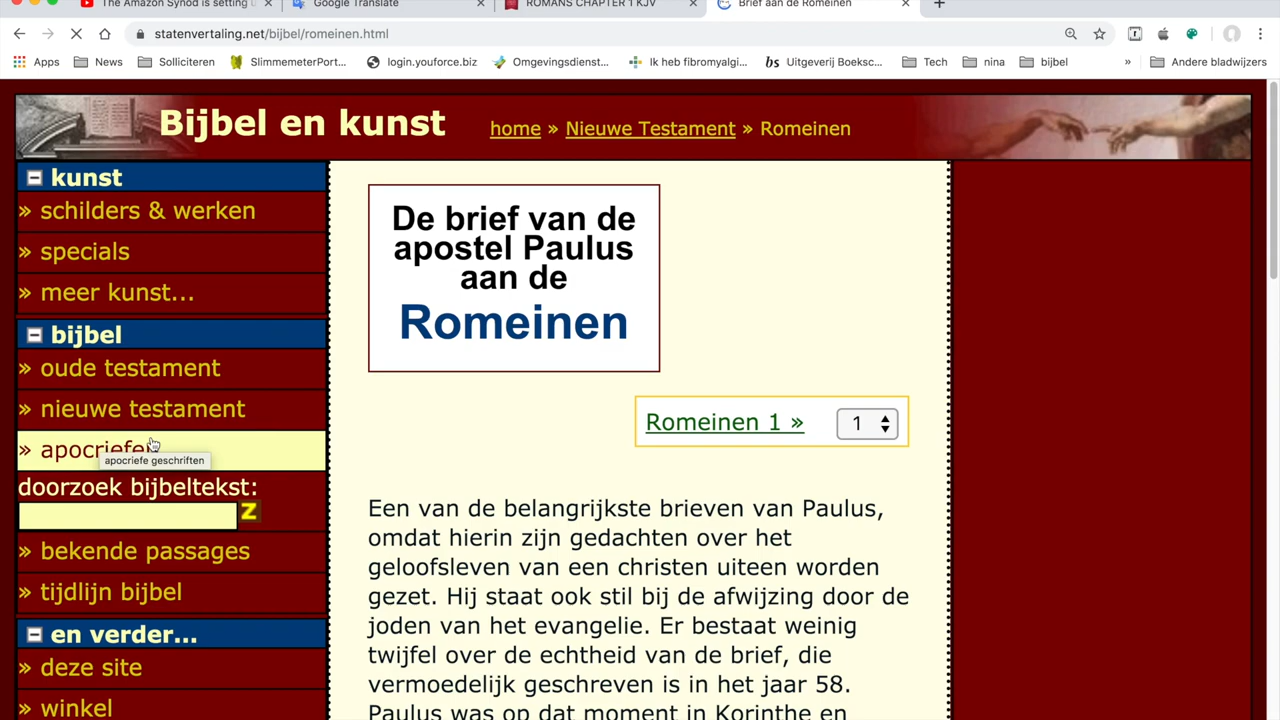 The Amazon Synod is setting u
Google Translate
ROMANS CHAPTER 1 KJV
Brief aan de Romeinen
statenvertaling.net/bijbel/romeinen.html
Apps
News
Solliciteren
SlimmemeterPort...
login.youforce.biz
Omgevingsdienst...
Ik heb fibromyalgi...
bs Uitgeverij Boeksc...
Tech
nina
bijbel
»
Andere bladwijzers
Bijbel en kunst
home » Nieuwe Testament » Romeinen
kunst
» schilders & werken
» specials
» meer kunst...
bijbel
» oude testament
» nieuwe testament
» apocriefen
apocriefe geschriften
doorzoek bijbeltekst:
Z
» bekende passages
» tijdlijn bijbel
en verder...
» deze site
» winkel
De brief van de
apostel Paulus
aan de
Romeinen
Romeinen 1 »
1
Een van de belangrijkste brieven van Paulus,
omdat hierin zijn gedachten over het
geloofsleven van een christen uiteen worden
gezet. Hij staat ook stil bij de afwijzing door de
joden van het evangelie. Er bestaat weinig
twijfel over de echtheid van de brief, die
vermoedelijk geschreven is in het jaar 58.
Paulus was op dat moment in Korinthe en